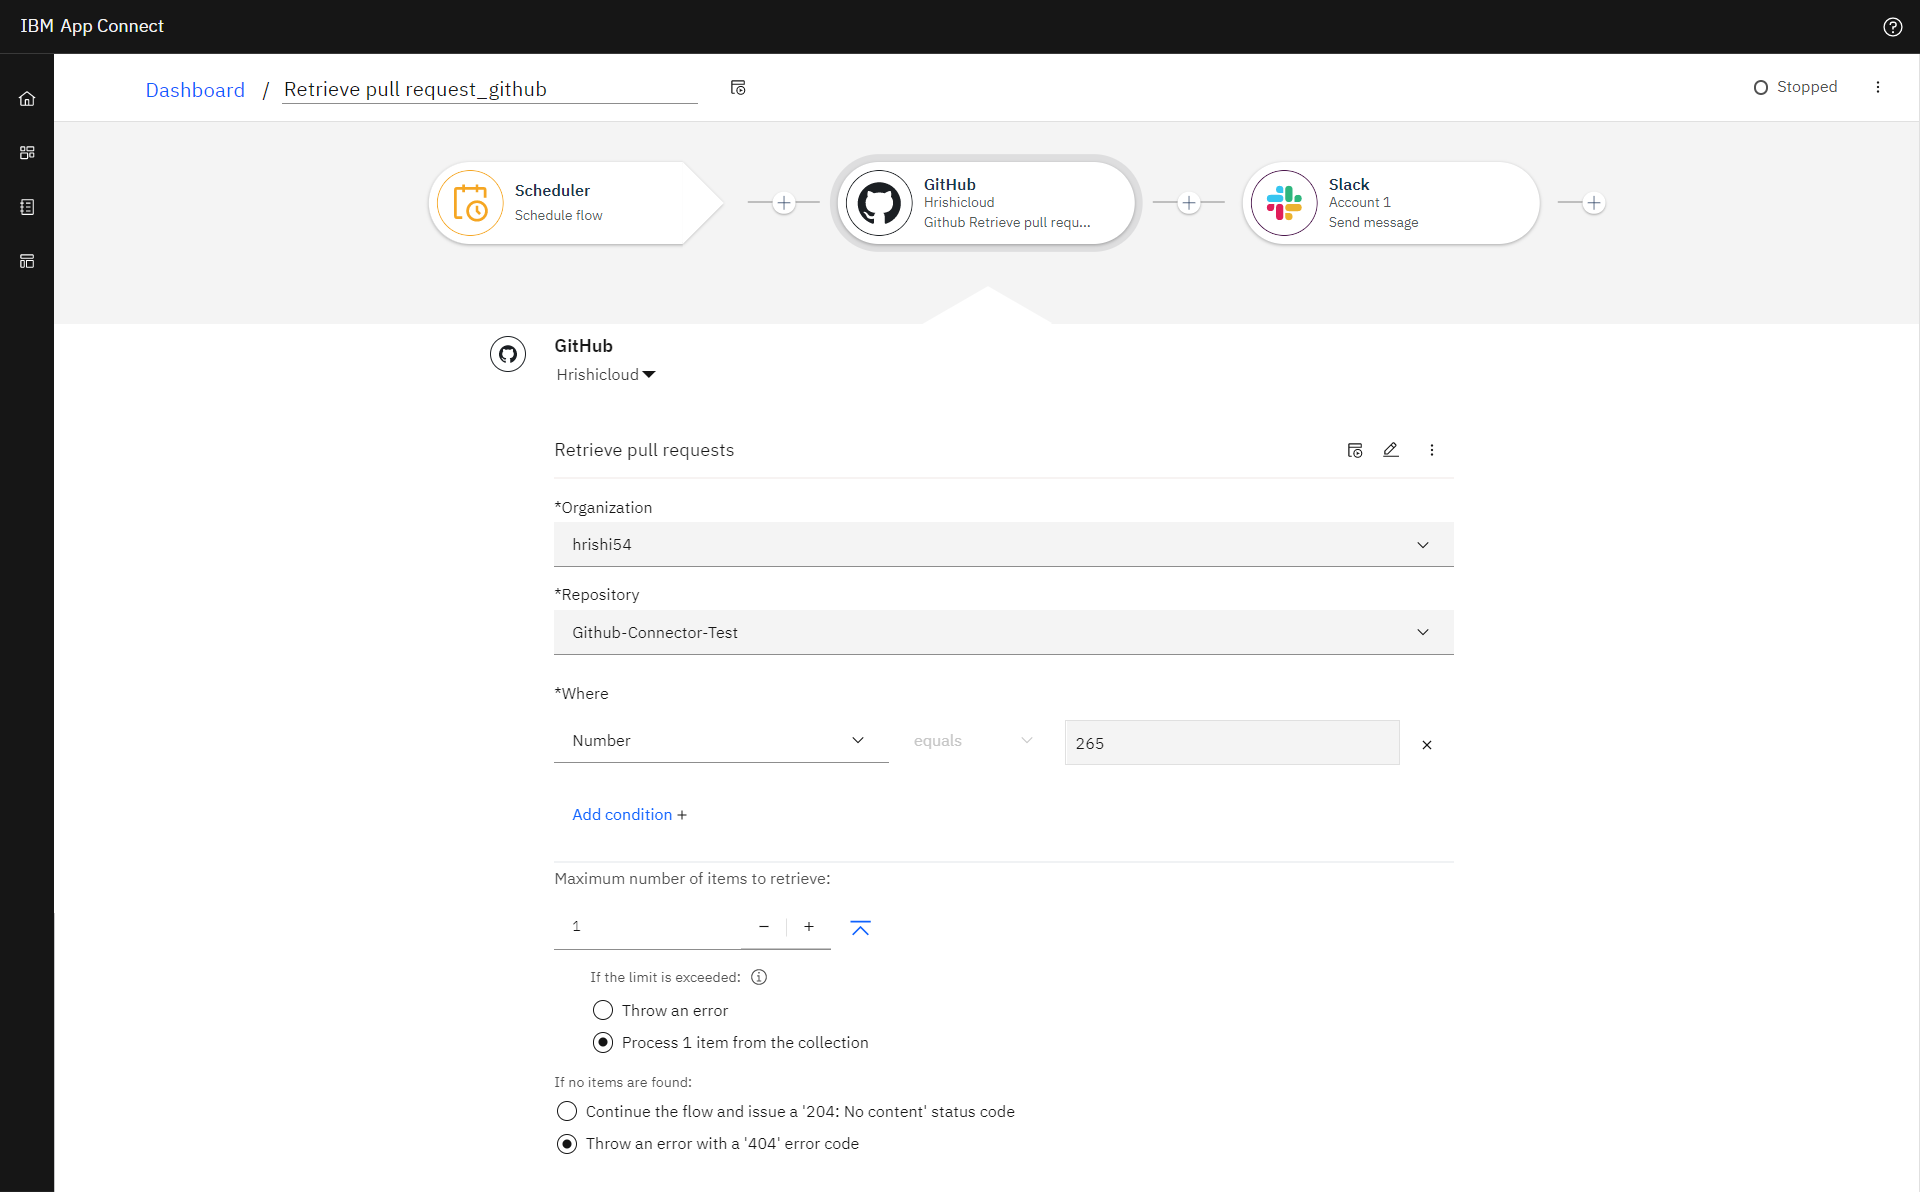 IBM App Connect
Dashboard / Retrieve pull request_github
Stopped
Scheduler
Schedule flow
GitHub
Hrishicloud
Github Retrieve pull requ...
Slack
Account 1
Send message
GitHub
Hrishicloud
Retrieve pull requests
*Organization
hrishi54
*Repository
Github-Connector-Test
*Where
Number equals 265
Add condition +
Maximum number of items to retrieve:
1
If the limit is exceeded:
Throw an error
Process 1 item from the collection
If no items are found:
Continue the flow and issue a '204: No content' status code
Throw an error with a '404' error code